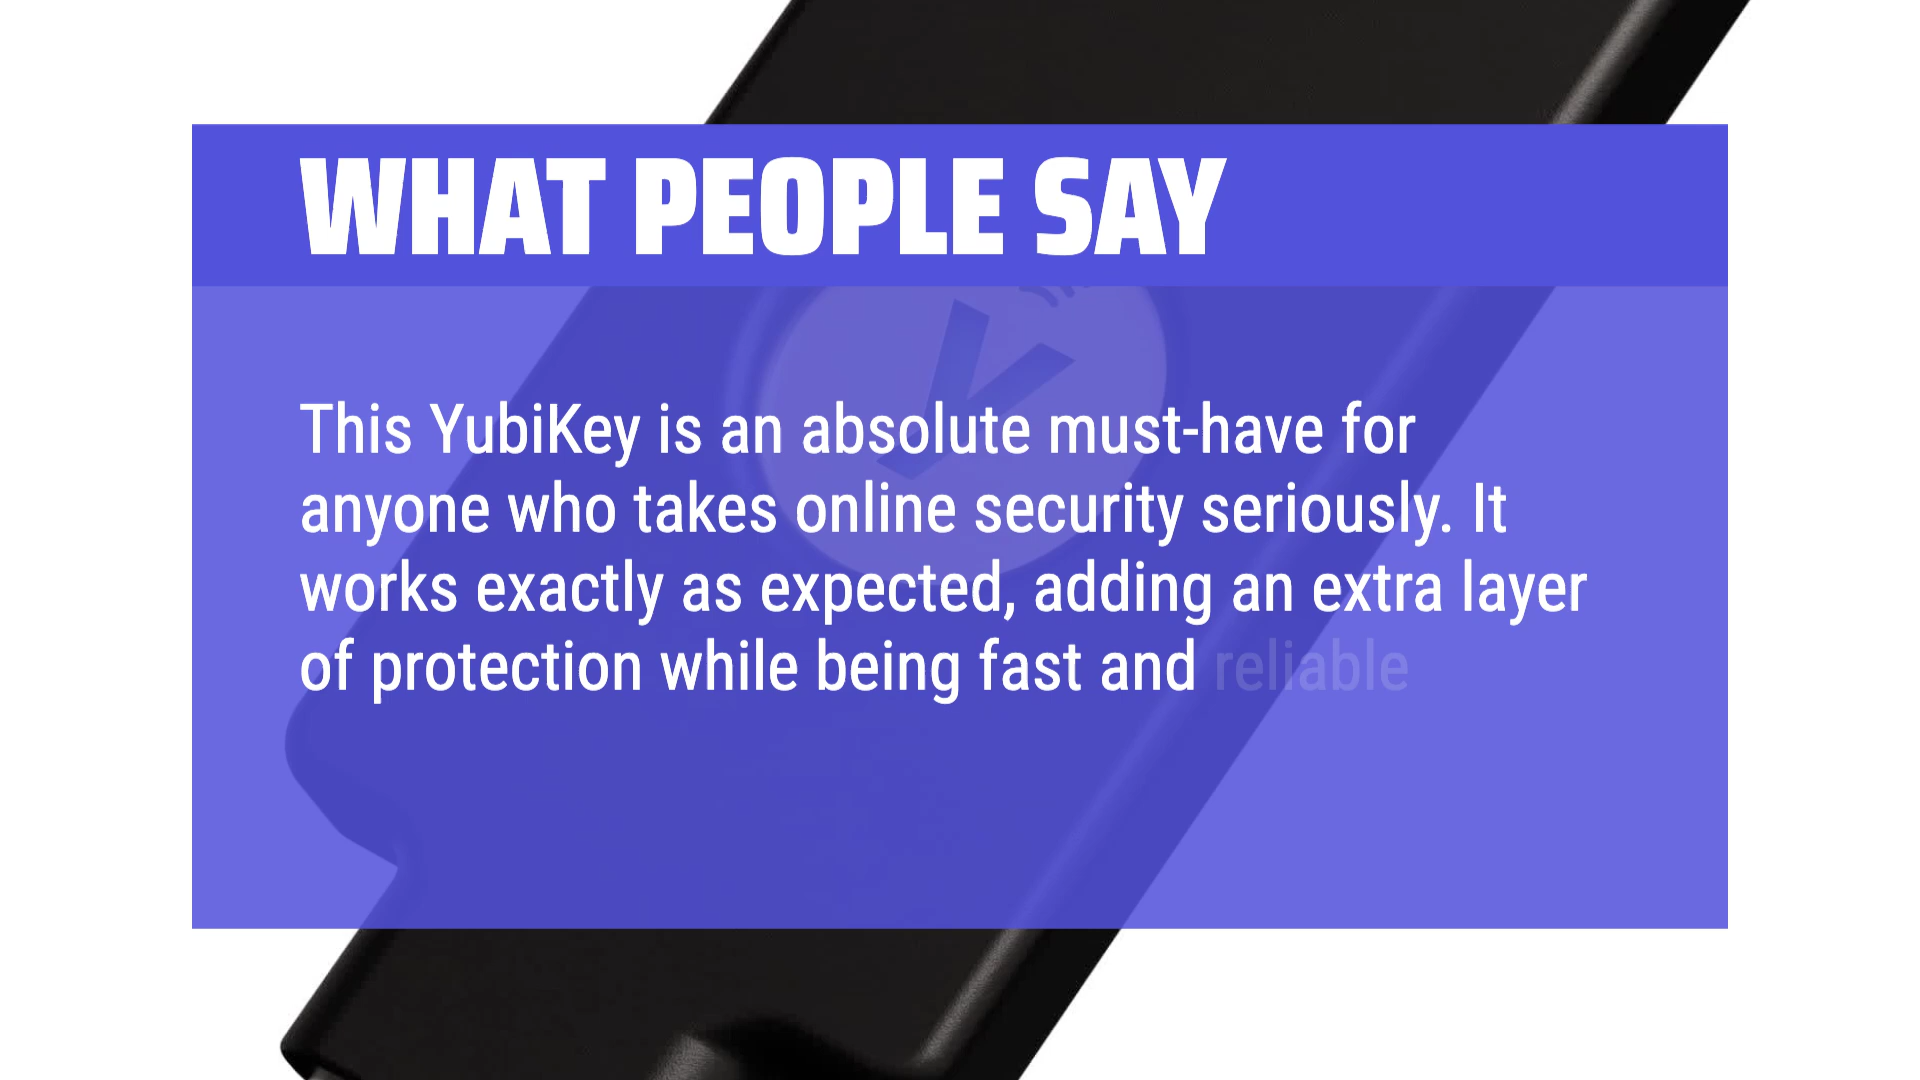 WHAT PEOPLE SAY
This YubiKey is an absolute must-have for
anyone who takes online security seriously. It
works exactly as expected, adding an extra layer
of protection while being fast and reliable